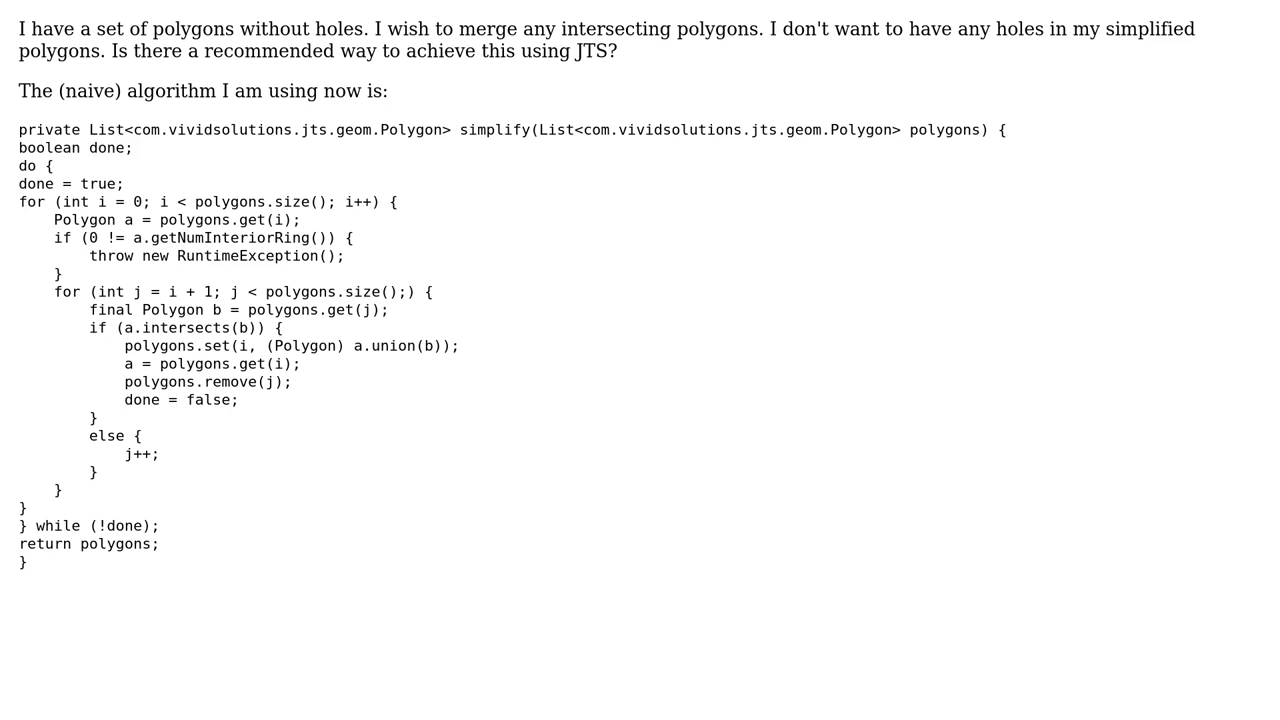 I have a set of polygons without holes. I wish to merge any intersecting polygons. I don't want to have any holes in my simplified
polygons. Is there a recommended way to achieve this using JTS?
The (naive) algorithm I am using now is:
private List<com.vividsolutions.jts.geom.Polygon> simplify(List<com.vividsolutions.jts.geom.Polygon> polygons) {
boolean done;
do {
done = true;
for (int i = 0; i < polygons.size(); i++) {
    Polygon a = polygons.get(i);
    if (0 != a.getNumInteriorRing()) {
        throw new RuntimeException();
    }
    for (int j = i + 1; j < polygons.size();) {
        final Polygon b = polygons.get(j);
        if (a.intersects(b)) {
            polygons.set(i, (Polygon) a.union(b));
            a = polygons.get(i);
            polygons.remove(j);
            done = false;
        }
        else {
            j++;
        }
    }
}
} while (!done);
return polygons;
}